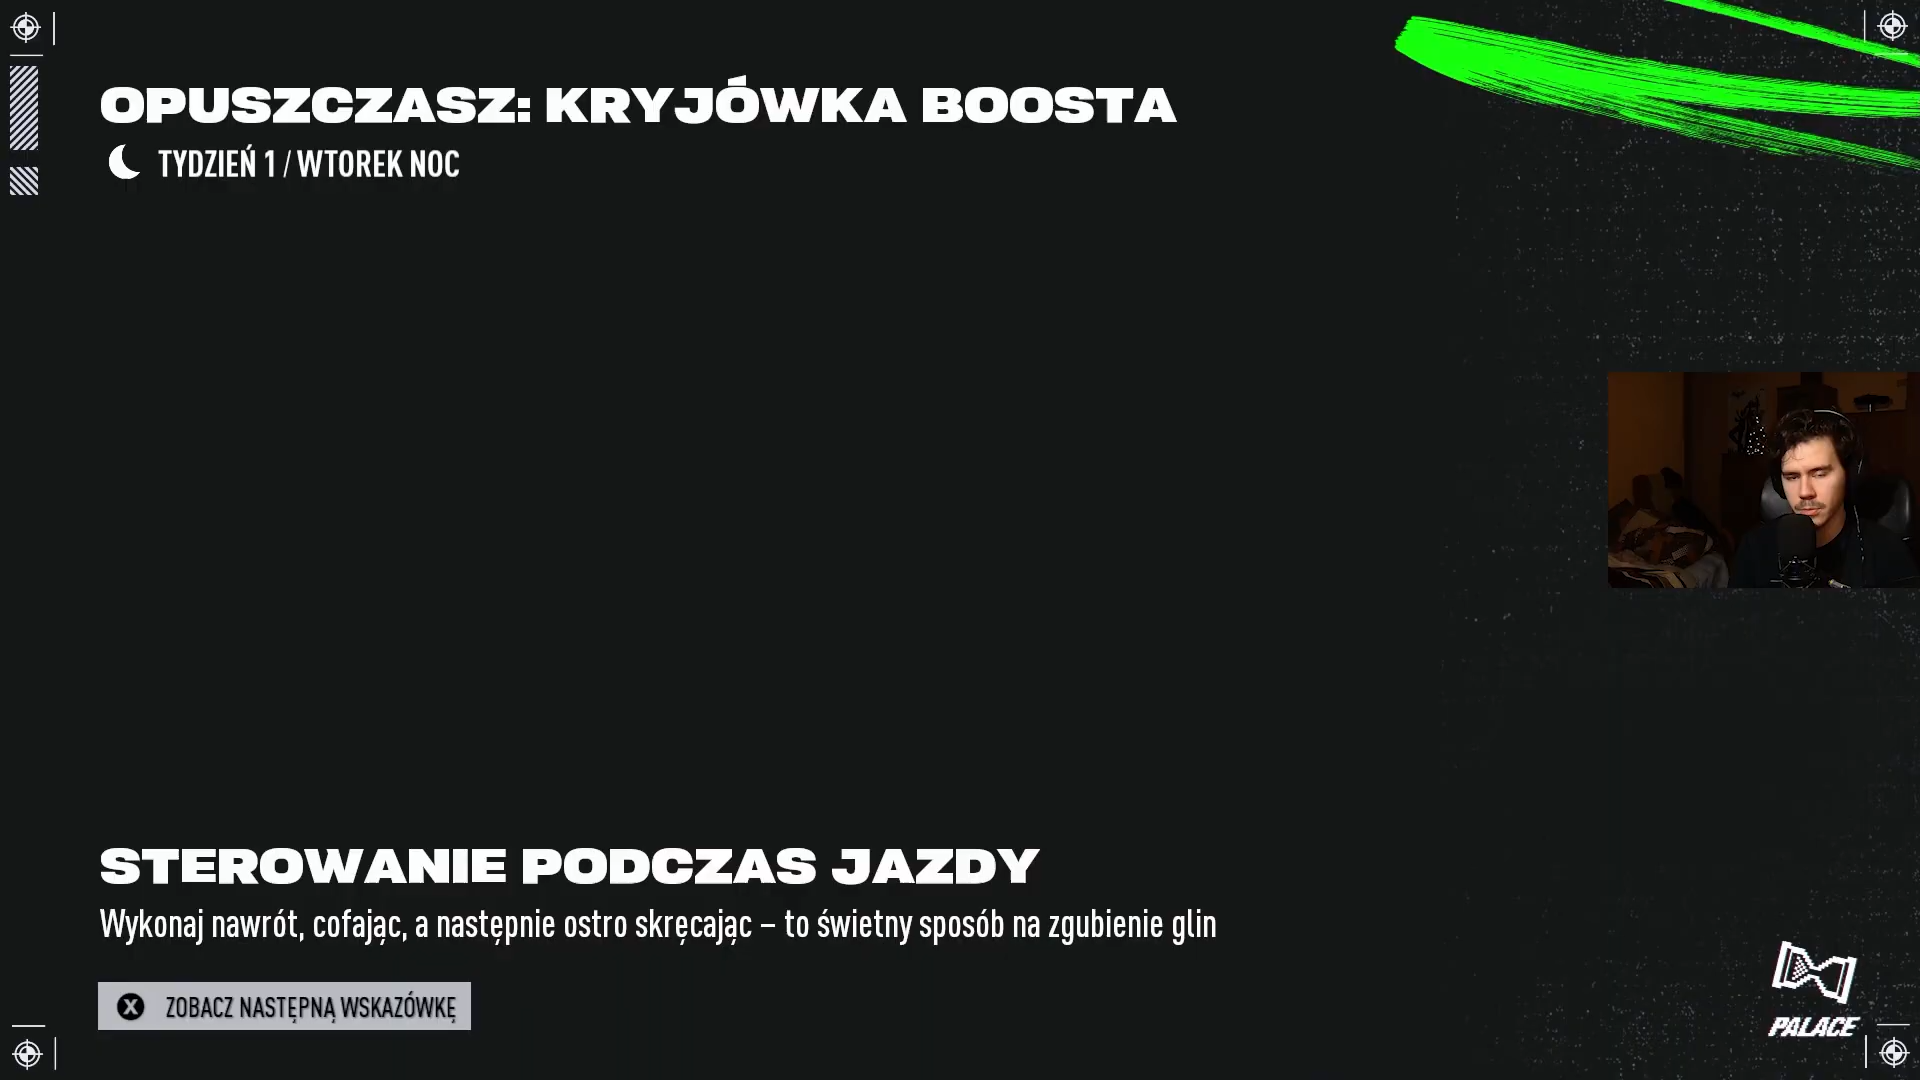 OPUSZCZASZ: KRYJÓWKA BOOSTA
TYDZIEŃ 1 / WTOREK NOC
STEROWANIE PODCZAS JAZDY
Wykonaj nawrót, cofając, a następnie ostro skręcając – to świetny sposób na zgubienie glin
X ZOBACZ NASTĘPNĄ WSKAZÓWKĘ
PALACE